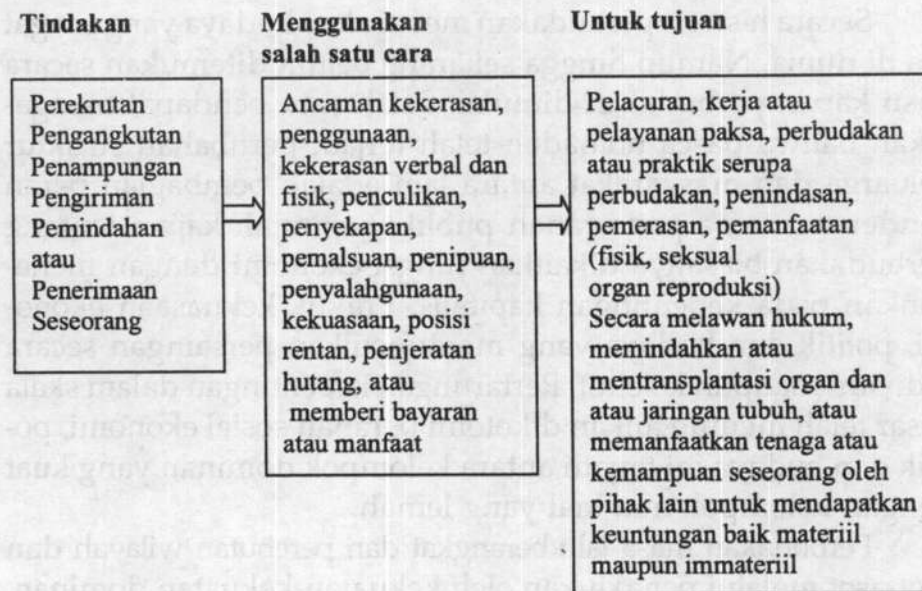 Tindakan
Perekrutan
Pengangkutan
Penampungan
Pengiriman
Pemindahan
atau
Penerimaan
Seseorang
Menggunakan
salah satu cara
Ancaman kekerasan,
penggunaan,
kekerasan verbal dan
fisik, penculikan,
penyekapan,
pemalsuan, penipuan,
penyalahgunaan,
kekuasaan, posisi
rentan, penjeratan
hutang, atau
memberi bayaran
atau manfaat
Untuk tujuan
Pelacuran, kerja atau
pelayanan paksa, perbudakan
atau praktik serupa
perbudakan, penindasan,
pemerasan, pemanfaatan
(fisik, seksual
organ reproduksi)
Secara melawan hukum,
memindahkan atau
mentransplantasi organ dan
atau jaringan tubuh, atau
memanfaatkan tenaga atau
kemampuan seseorang oleh
pihak lain untuk mendapatkan
keuntungan baik materiil
maupun immateriil